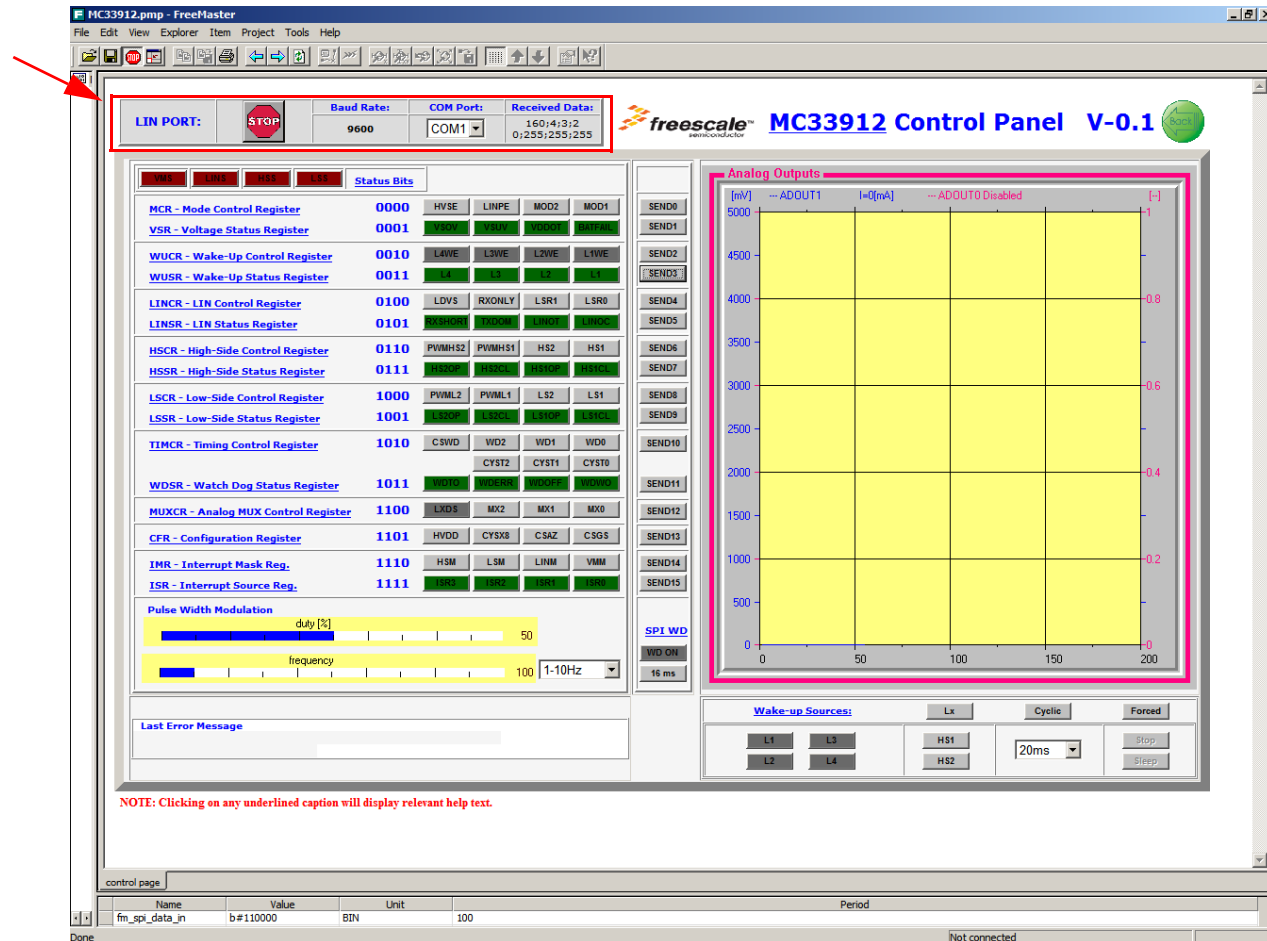 MC33912.pmp - FreeMaster
File Edit View Explorer Item Project Tools Help
LIN PORT:
STOP
Baud Rate:
9600
COM Port:
COM1
Received Data:
160;4;3;2
0;255;255;255
freescale™
semiconductor
MC33912 Control Panel V-0.1
Back
VMS LINS HSS LSS Status Bits
MCR - Mode Control Register 0000 HVSE LINPE MOD2 MOD1 SEND0
VSR - Voltage Status Register 0001 VSOV VSUV VDDOT BATFAIL SEND1
WUCR - Wake-Up Control Register 0010 L4WE L3WE L2WE L1WE SEND2
WUSR - Wake-Up Status Register 0011 L4 L3 L2 L1 SEND3
LINCR - LIN Control Register 0100 LDVS RXONLY LSR1 LSR0 SEND4
LINSR - LIN Status Register 0101 RXSHORT TXDOM LINOT LINOC SEND5
HSCR - High-Side Control Register 0110 PWMHS2 PWMHS1 HS2 HS1 SEND6
HSSR - High-Side Status Register 0111 HS2OP HS2CL HS1OP HS1CL SEND7
LSCR - Low-Side Control Register 1000 PWML2 PWML1 LS2 LS1 SEND8
LSSR - Low-Side Status Register 1001 LS2OP LS2CL LS1OP LS1CL SEND9
TIMCR - Timing Control Register 1010 CSWD WD2 WD1 WD0 SEND10
CYST2 CYST1 CYST0
WDSR - Watch Dog Status Register 1011 WDTO WDERR WDOFF WDWO SEND11
MUXCR - Analog MUX Control Register 1100 LXDS MX2 MX1 MX0 SEND12
CFR - Configuration Register 1101 HVDD CYSX8 CSAZ CSGS SEND13
IMR - Interrupt Mask Reg. 1110 HSM LSM LINM VMM SEND14
ISR - Interrupt Source Reg. 1111 ISR3 ISR2 ISR1 ISR0 SEND15
Pulse Width Modulation
duty [%]
50
frequency
100 1-10Hz
SPI WD
WD ON
16 ms
Last Error Message
Analog Outputs
[mV] --- ADOUT1 I=0[mA] --- ADOUT0 Disabled [--]
5000 1
4500
4000 0.8
3500
3000 0.6
2500
2000 0.4
1500
1000 0.2
500
0 0
0 50 100 150 200
Wake-up Sources: Lx Cyclic Forced
L1 L3 HS1 20ms Stop
L2 L4 HS2 Sleep
NOTE: Clicking on any underlined caption will display relevant help text.
control page
Name Value Unit Period
fm_spi_data_in b#110000 BIN 100
Done Not connected